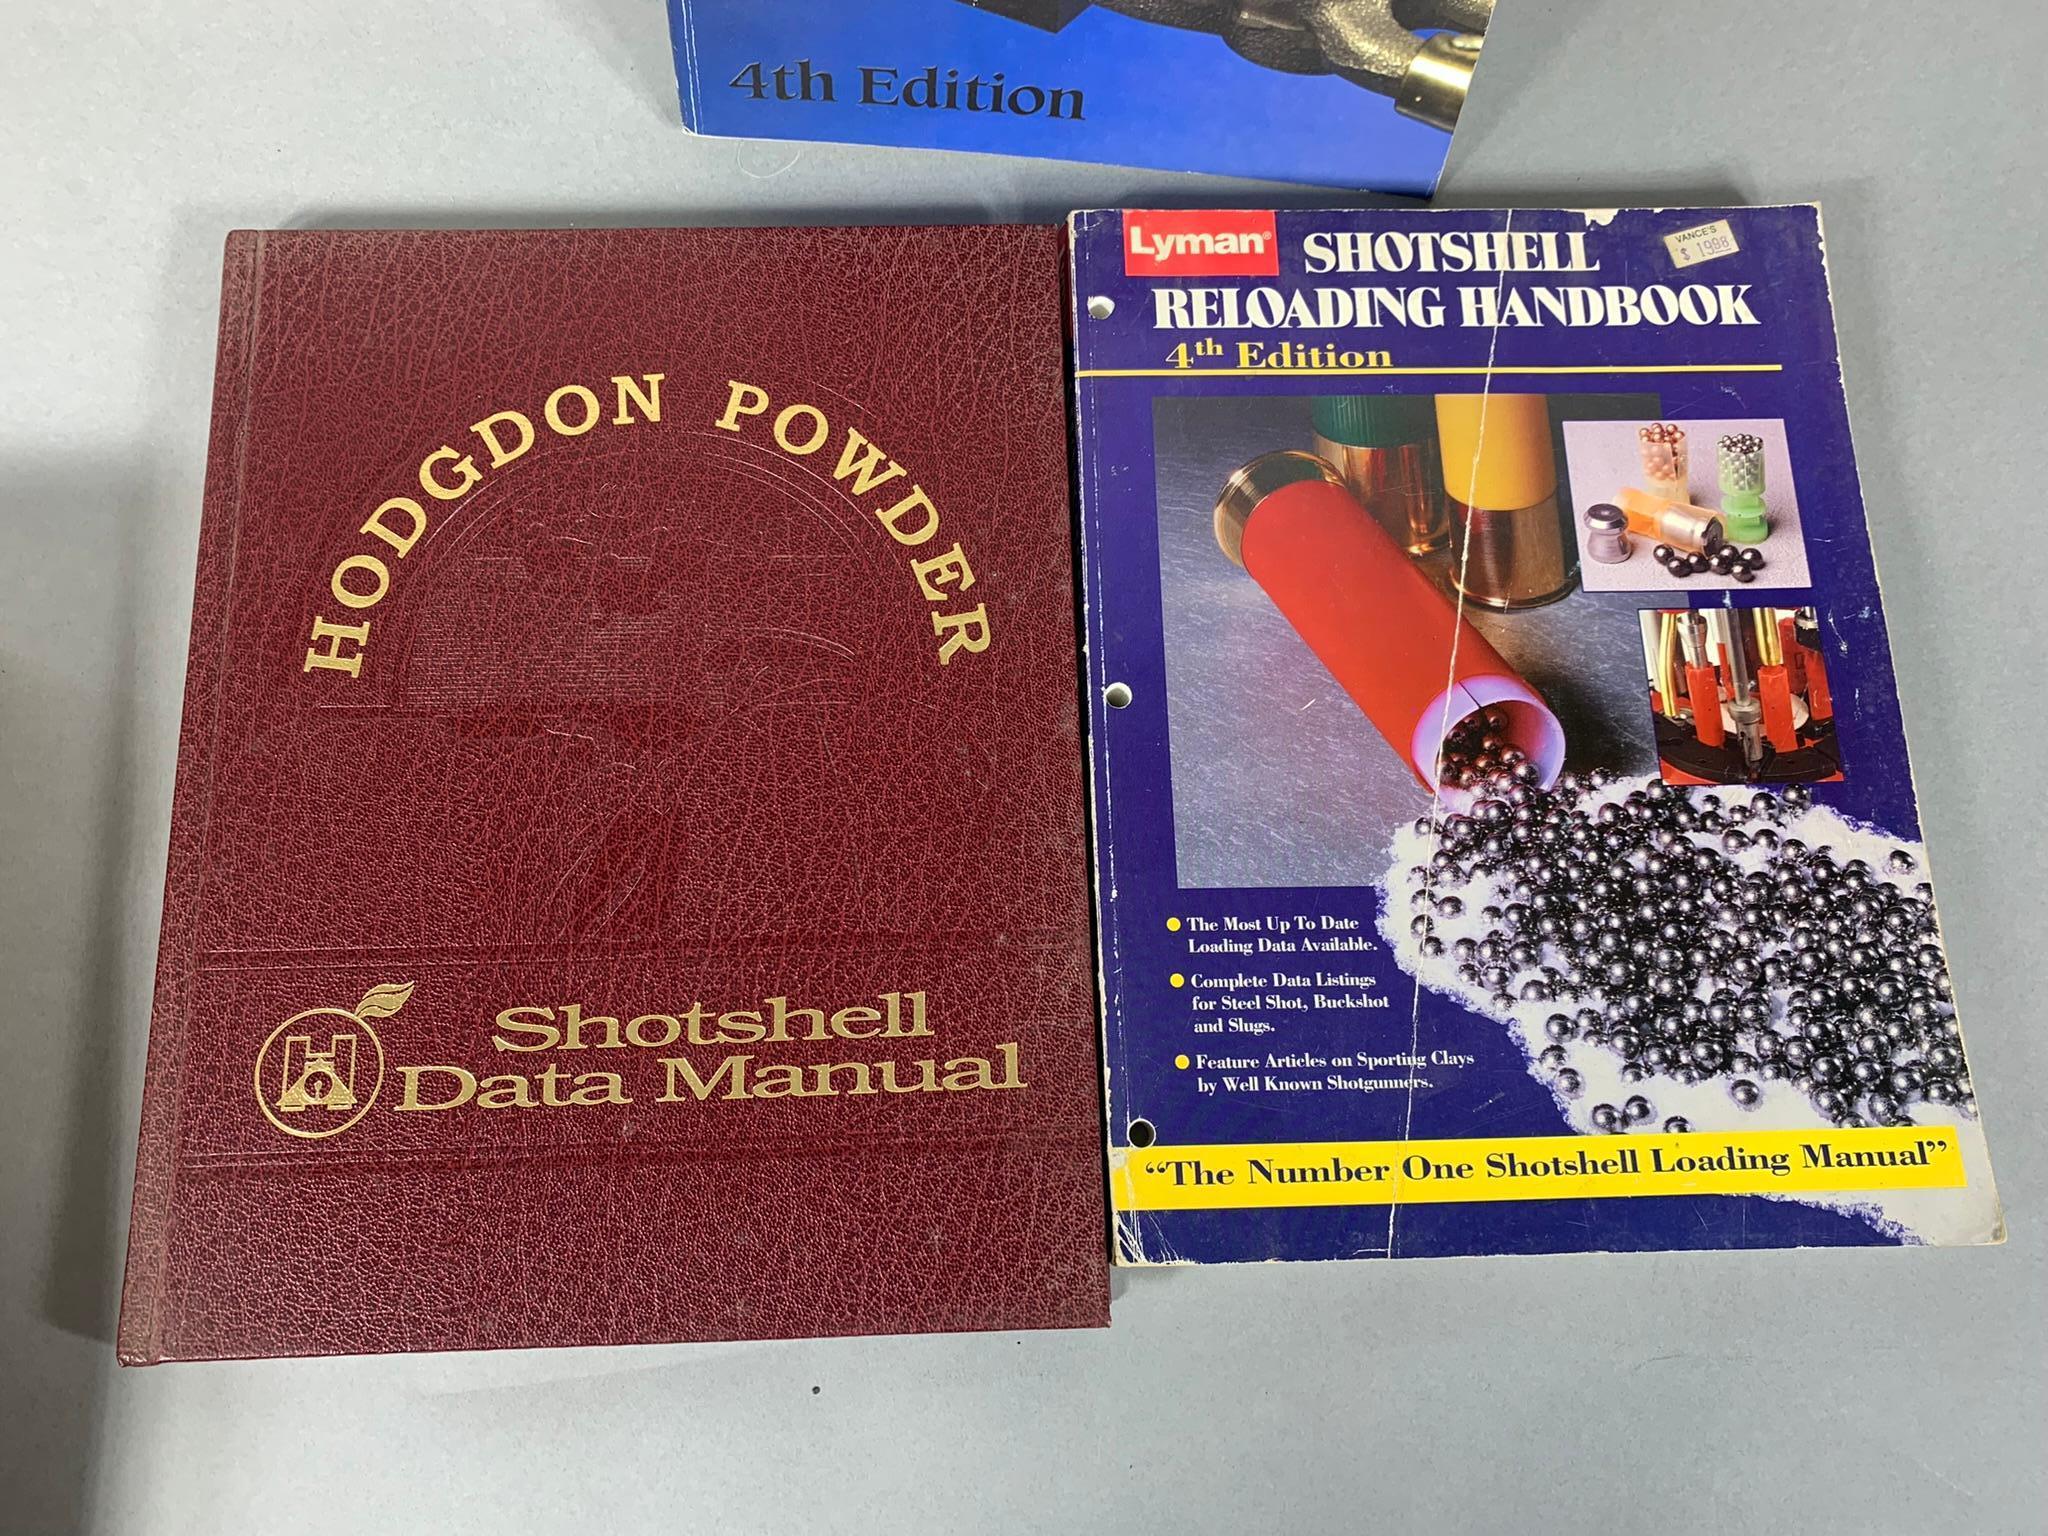 4th Edition
HODGDON POWDER
H
Shotshell
Data Manual
Lyman®
SHOTSHELL
RELOADING HANDBOOK
4th Edition
VANCE'S
$ 19.98
The Most Up To Date
Loading Data Available.
Complete Data Listings
for Steel Shot, Buckshot
and Slugs.
Feature Articles on Sporting Clays
by Well Known Shotgunners.
“The Number One Shotshell Loading Manual”